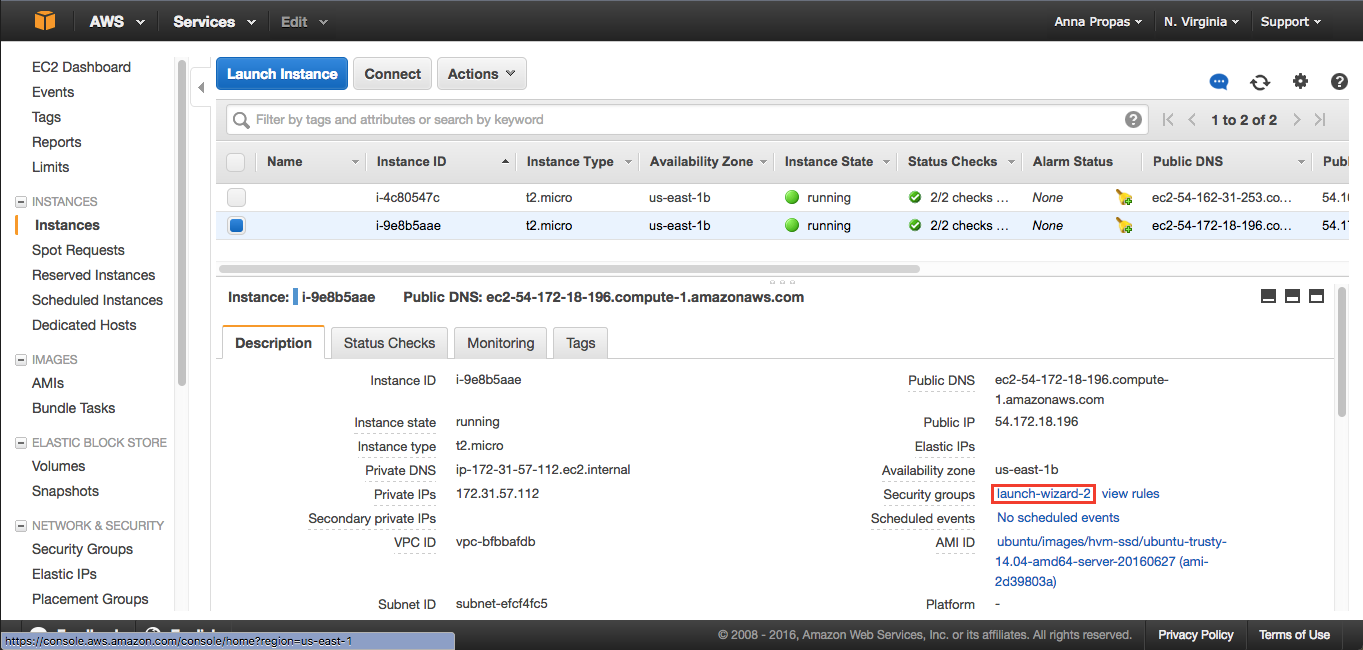 AWS Services Edit Anna Propas N. Virginia Support
EC2 Dashboard
Events
Tags
Reports
Limits
INSTANCES
Instances
Spot Requests
Reserved Instances
Scheduled Instances
Dedicated Hosts
IMAGES
AMIs
Bundle Tasks
ELASTIC BLOCK STORE
Volumes
Snapshots
NETWORK & SECURITY
Security Groups
Elastic IPs
Placement Groups
Launch Instance Connect Actions
Filter by tags and attributes or search by keyword 1 to 2 of 2
Name Instance ID Instance Type Availability Zone Instance State Status Checks Alarm Status Public DNS
i-4c80547c t2.micro us-east-1b running 2/2 checks ... None ec2-54-162-31-253.co...
i-9e8b5aae t2.micro us-east-1b running 2/2 checks ... None ec2-54-172-18-196.co...
Instance: i-9e8b5aae Public DNS: ec2-54-172-18-196.compute-1.amazonaws.com
Description Status Checks Monitoring Tags
Instance ID i-9e8b5aae
Instance state running
Instance type t2.micro
Private DNS ip-172-31-57-112.ec2.internal
Private IPs 172.31.57.112
Secondary private IPs
VPC ID vpc-bfbbafdb
Subnet ID subnet-efcf4fc5
Public DNS ec2-54-172-18-196.compute-
1.amazonaws.com
Public IP 54.172.18.196
Elastic IPs
Availability zone us-east-1b
Security groups launch-wizard-2 view rules
Scheduled events No scheduled events
AMI ID ubuntu/images/hvm-ssd/ubuntu-trusty-
14.04-amd64-server-20160627 (ami-
2d39803a)
Platform -
https://console.aws.amazon.com/console/home?region=us-east-1
© 2008 - 2016, Amazon Web Services, Inc. or its affiliates. All rights reserved. Privacy Policy Terms of Use